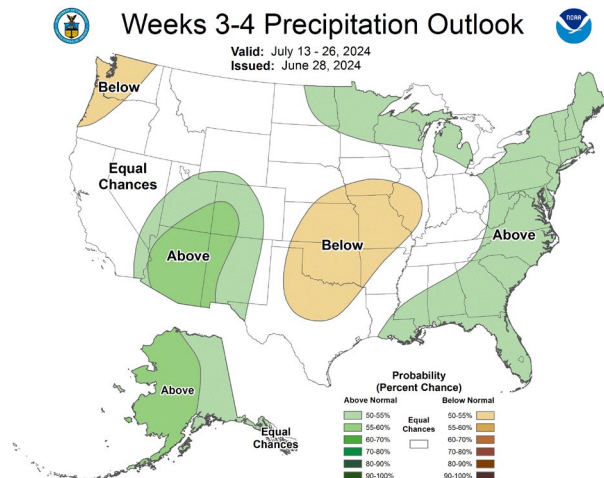 Weeks 3-4 Precipitation Outlook
Valid: July 13 - 26, 2024
Issued: June 28, 2024
NOAA
Below
Equal
Chances
Above
Below
Above
Above
Equal
Chances
Probability
(Percent Chance)
Above Normal
50-55%
55-60%
60-70%
70-80%
80-90%
90-100%
Equal
Chances
Below Normal
50-55%
55-60%
60-70%
70-80%
80-90%
90-100%